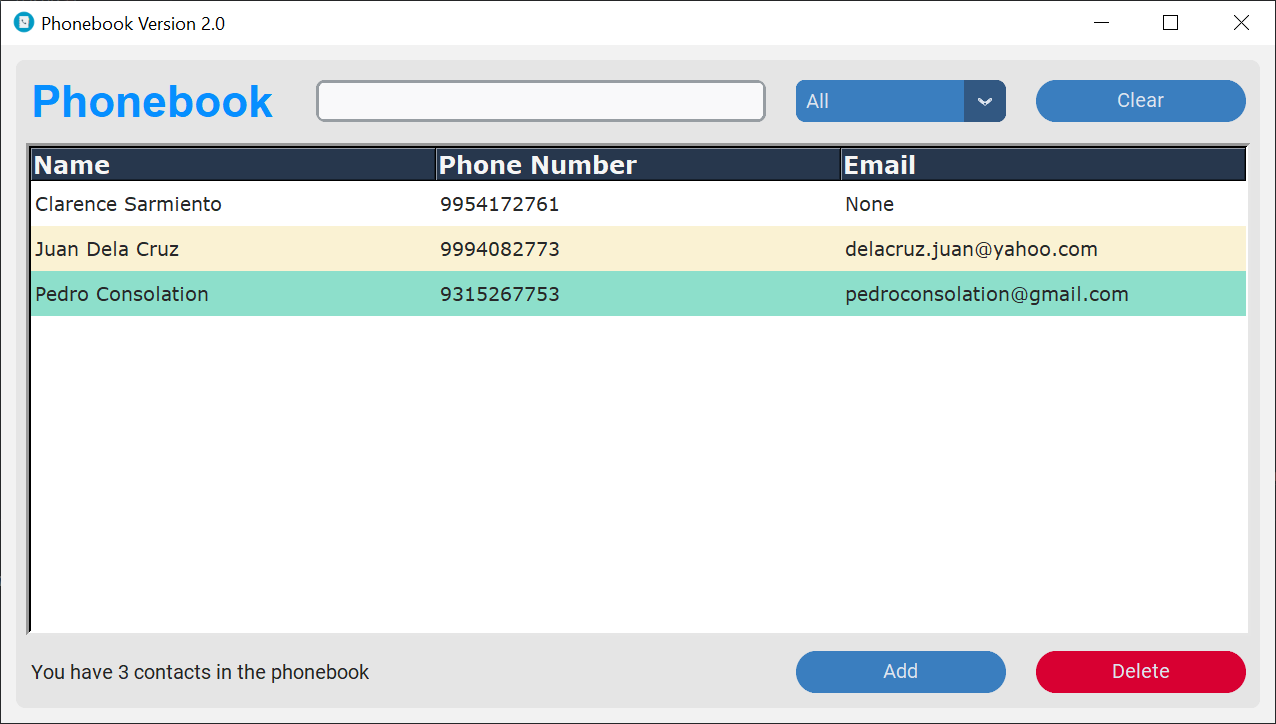 Phonebook Version 2.0
Phonebook All Clear
Name Phone Number Email
Clarence Sarmiento 9954172761 None
Juan Dela Cruz 9994082773 delacruz.juan@yahoo.com
Pedro Consolation 9315267753 pedroconsolation@gmail.com
You have 3 contacts in the phonebook Add Delete